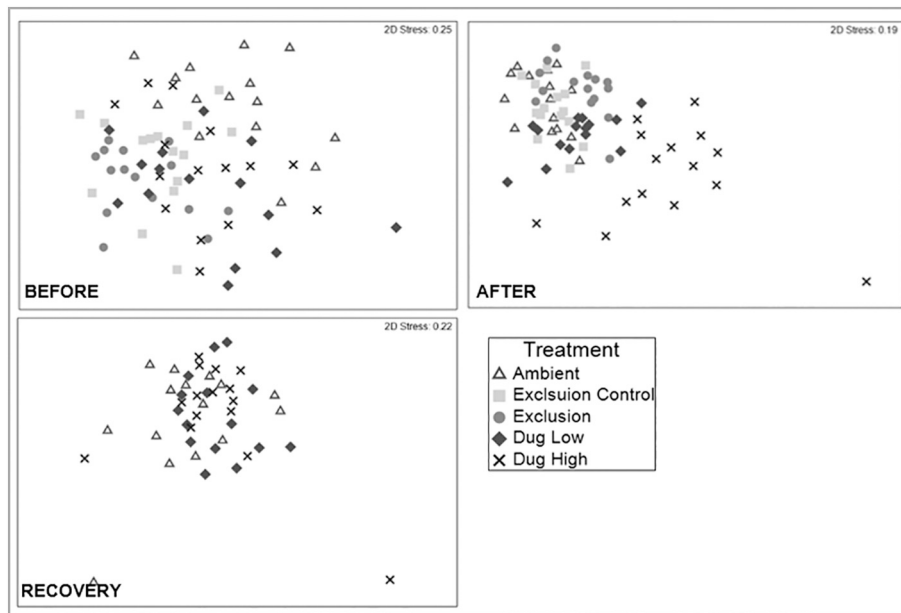 2D Stress: 0.25
BEFORE
2D Stress: 0.19
AFTER
2D Stress: 0.22
RECOVERY
Treatment
Ambient
Exclsuion Control
Exclusion
Dug Low
Dug High